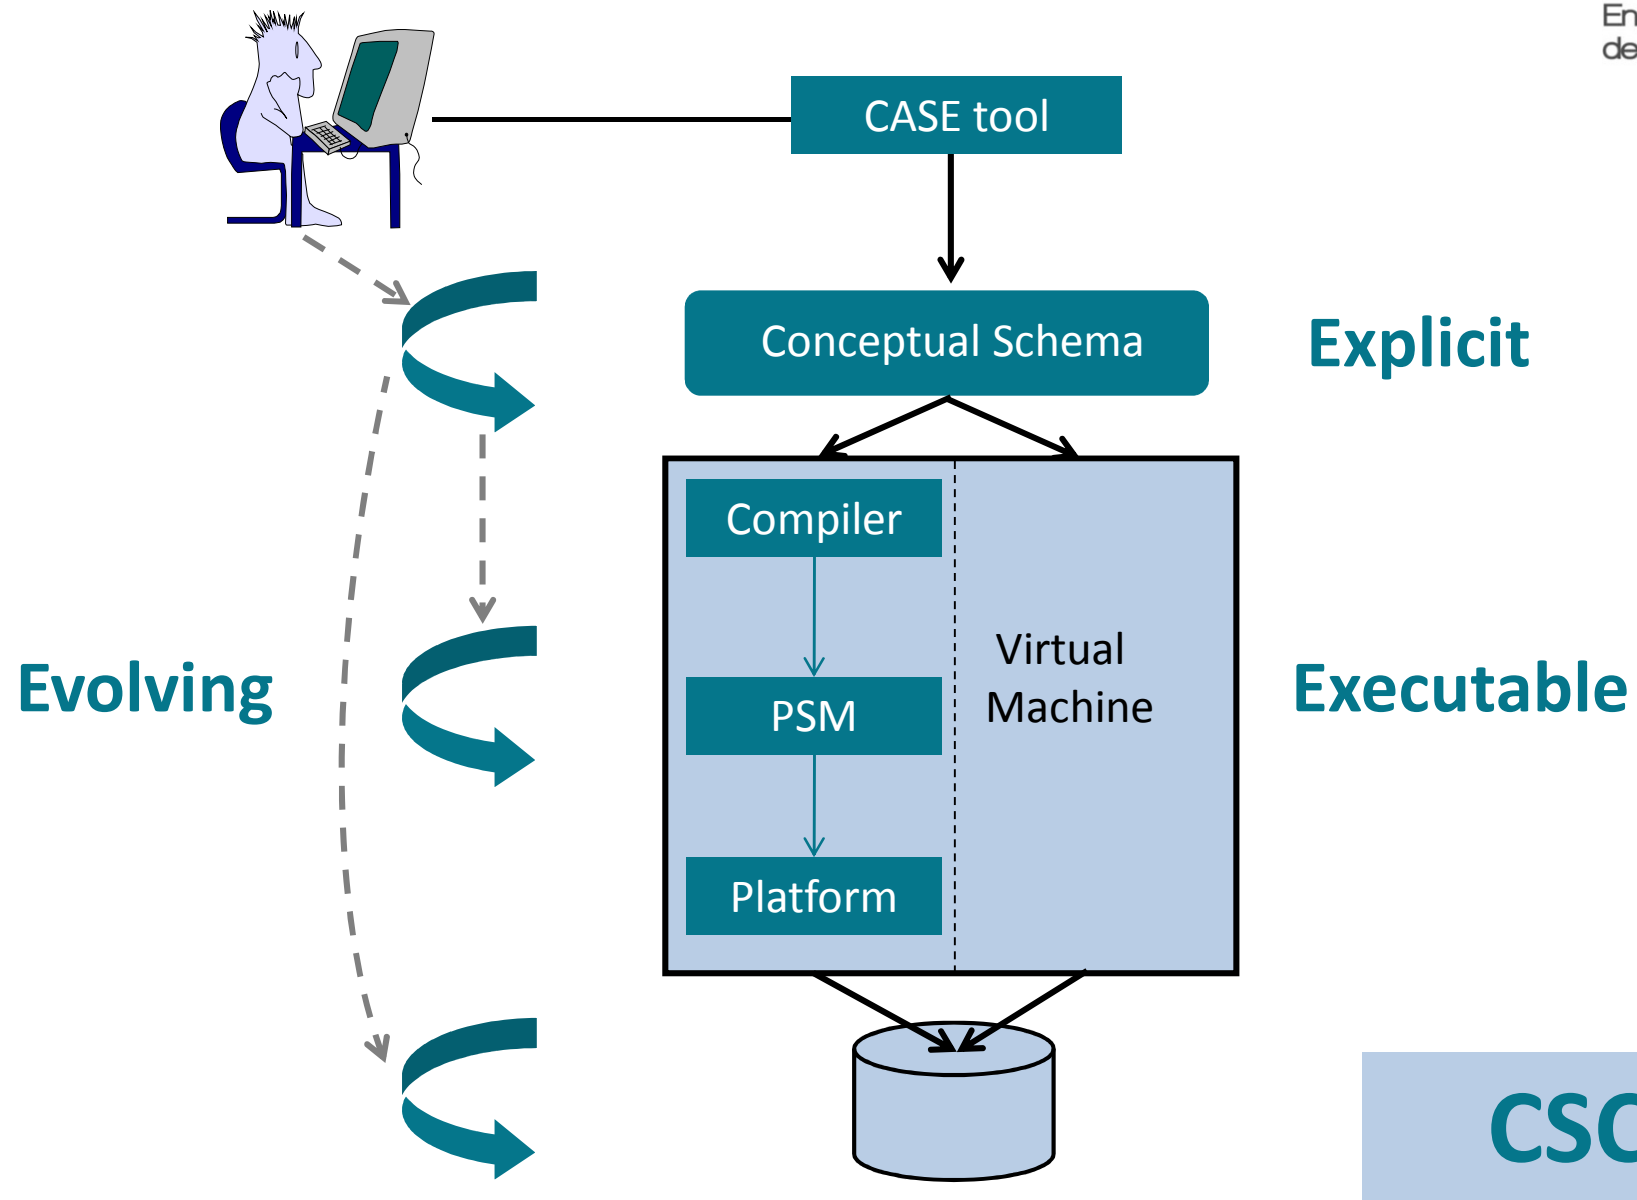 CASE tool
Conceptual Schema
Explicit
Compiler
Virtual
Machine
Evolving
PSM
Executable
Platform